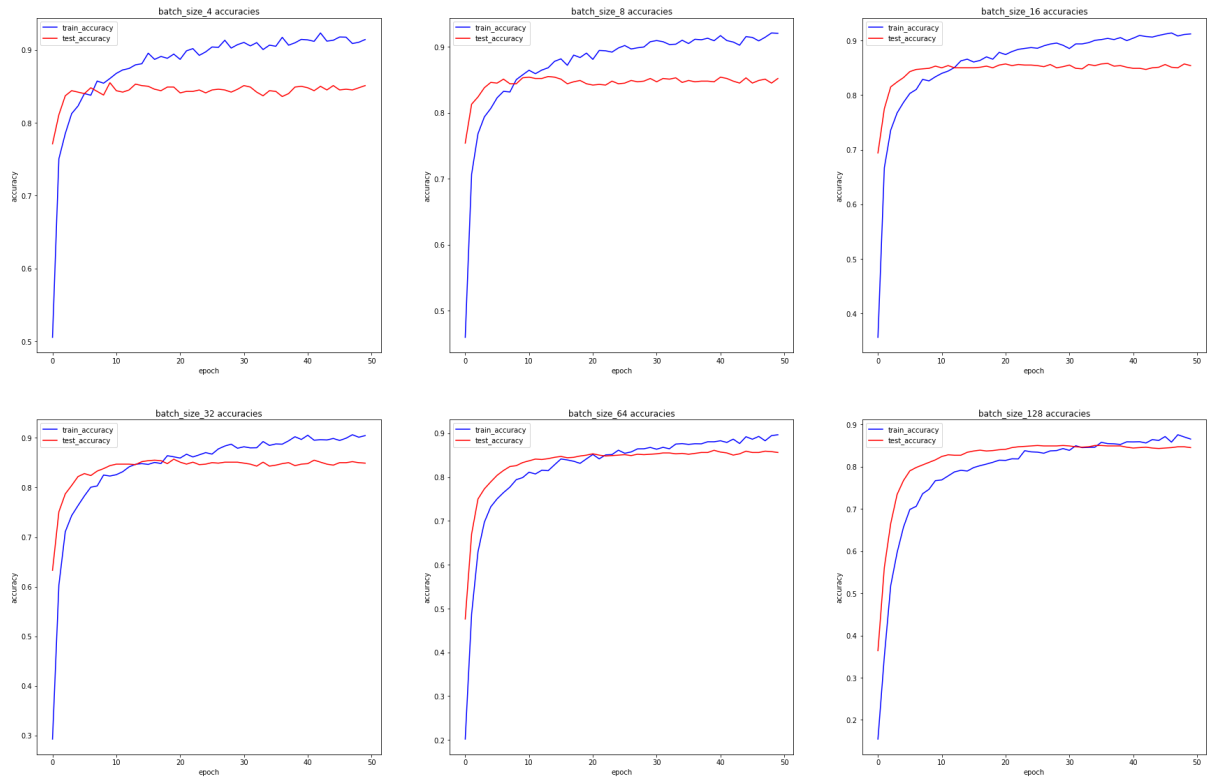 batch_size_4 accuracies
train_accuracy
test_accuracy
accuracy
0.9
0.8
0.7
0.6
0.5
0 10 20 30 40 50
epoch
batch_size_8 accuracies
train_accuracy
test_accuracy
accuracy
0.9
0.8
0.7
0.6
0.5
0 10 20 30 40 50
epoch
batch_size_16 accuracies
train_accuracy
test_accuracy
accuracy
0.9
0.8
0.7
0.6
0.5
0.4
0 10 20 30 40 50
epoch
batch_size_32 accuracies
train_accuracy
test_accuracy
accuracy
0.9
0.8
0.7
0.6
0.5
0.4
0.3
0 10 20 30 40 50
epoch
batch_size_64 accuracies
train_accuracy
test_accuracy
accuracy
0.9
0.8
0.7
0.6
0.5
0.4
0.3
0.2
0 10 20 30 40 50
epoch
batch_size_128 accuracies
train_accuracy
test_accuracy
accuracy
0.9
0.8
0.7
0.6
0.5
0.4
0.3
0.2
0 10 20 30 40 50
epoch